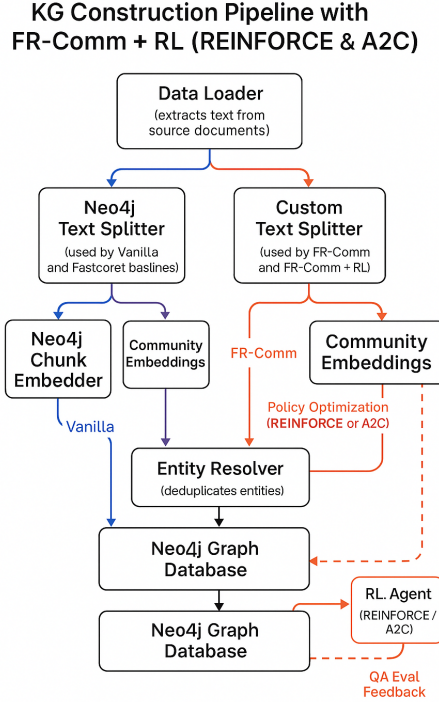 KG Construction Pipeline with
FR-Comm + RL (REINFORCE & A2C)
Data Loader
(extracts text from
source documents)
Neo4j
Text Splitter
(used by Vanilla
and Fastcoret baslines)
Custom
Text Splitter
(used by FR-Comm
and FR-Comm + RL)
Neo4j
Chunk
Embedder
Community
Embeddings
FR-Comm
Community
Embeddings
Policy Optimization
(REINFORCE or A2C)
Vanilla
Entity Resolver
(deduplicates entities)
Neo4j Graph
Database
Neo4j Graph
Database
RL. Agent
(REINFORCE /
A2C)
QA Eval
Feedback